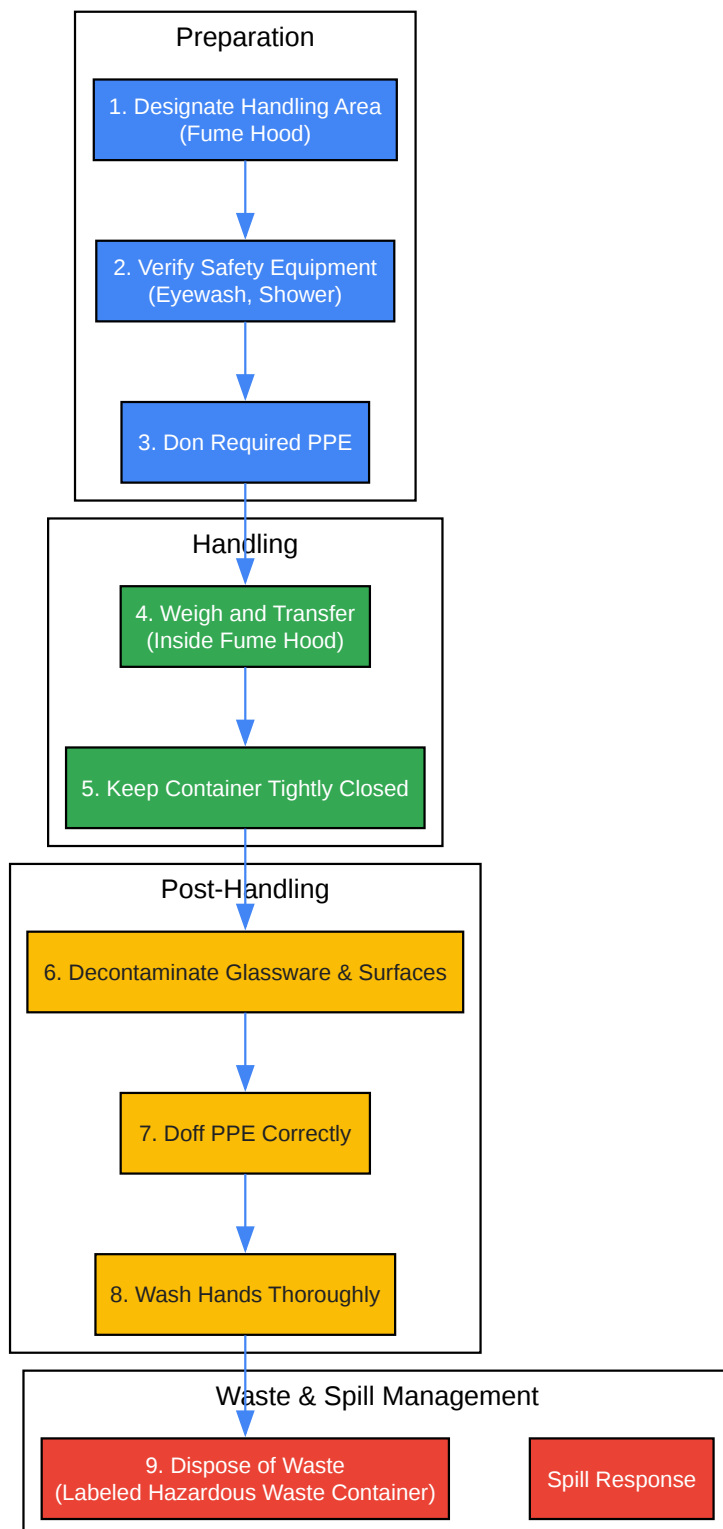 Preparation
1. Designate Handling Area
(Fume Hood)
2. Verify Safety Equipment
(Eyewash, Shower)
3. Don Required PPE
Handling
4. Weigh and Transfer
(Inside Fume Hood)
5. Keep Container Tightly Closed
Post-Handling
6. Decontaminate Glassware & Surfaces
7. Doff PPE Correctly
8. Wash Hands Thoroughly
Waste & Spill Management
9. Dispose of Waste
(Labeled Hazardous Waste Container)
Spill Response